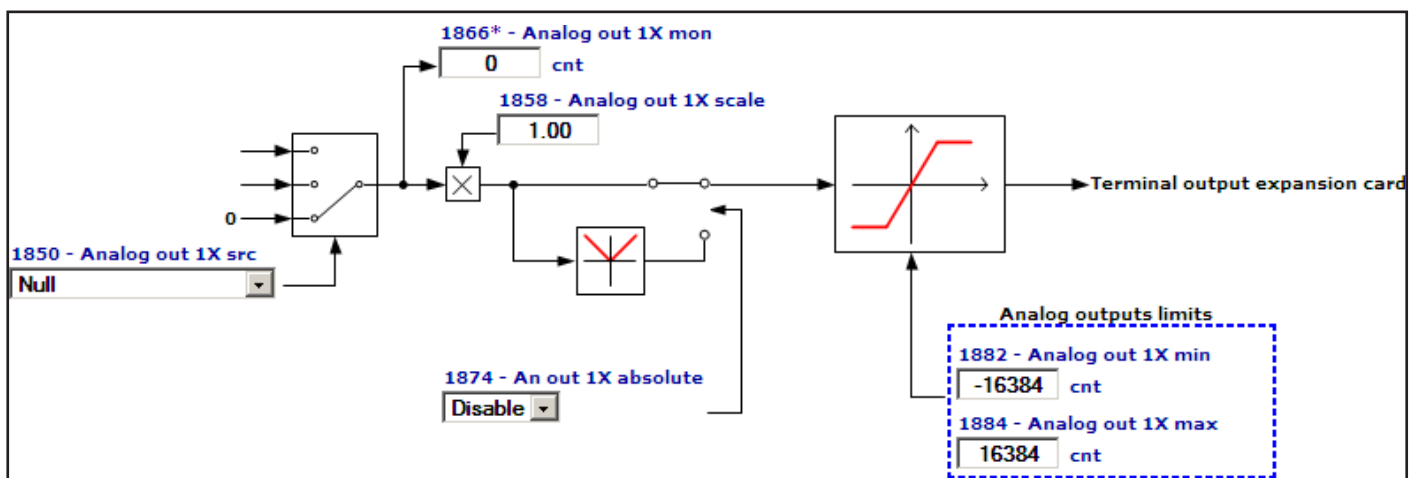 1866* - Analog out 1X mon
0 cnt
1858 - Analog out 1X scale
1.00
0
Terminal output expansion card
1850 - Analog out 1X src
Null
1874 - An out 1X absolute
Disable
Analog outputs limits
1882 - Analog out 1X min
-16384 cnt
1884 - Analog out 1X max
16384 cnt